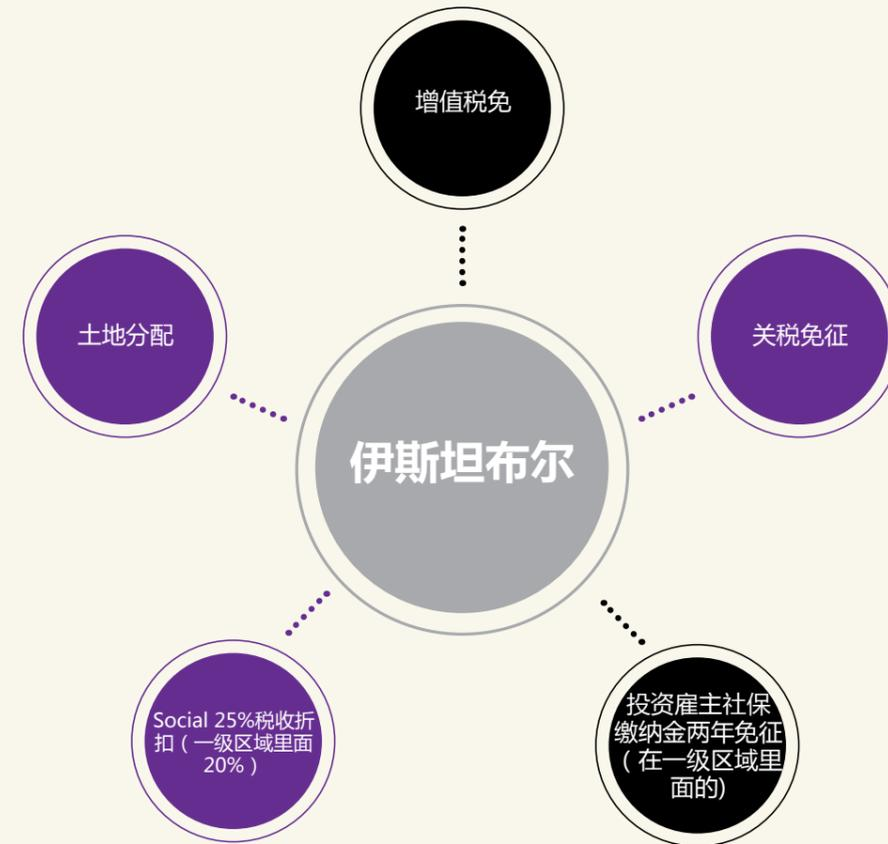 增值税免
土地分配
关税免征
伊斯坦布尔
Social 25%税收折
扣（一级区域里面
20%）
投资雇主社保
缴纳金两年免征
（在一级区域里
面的)